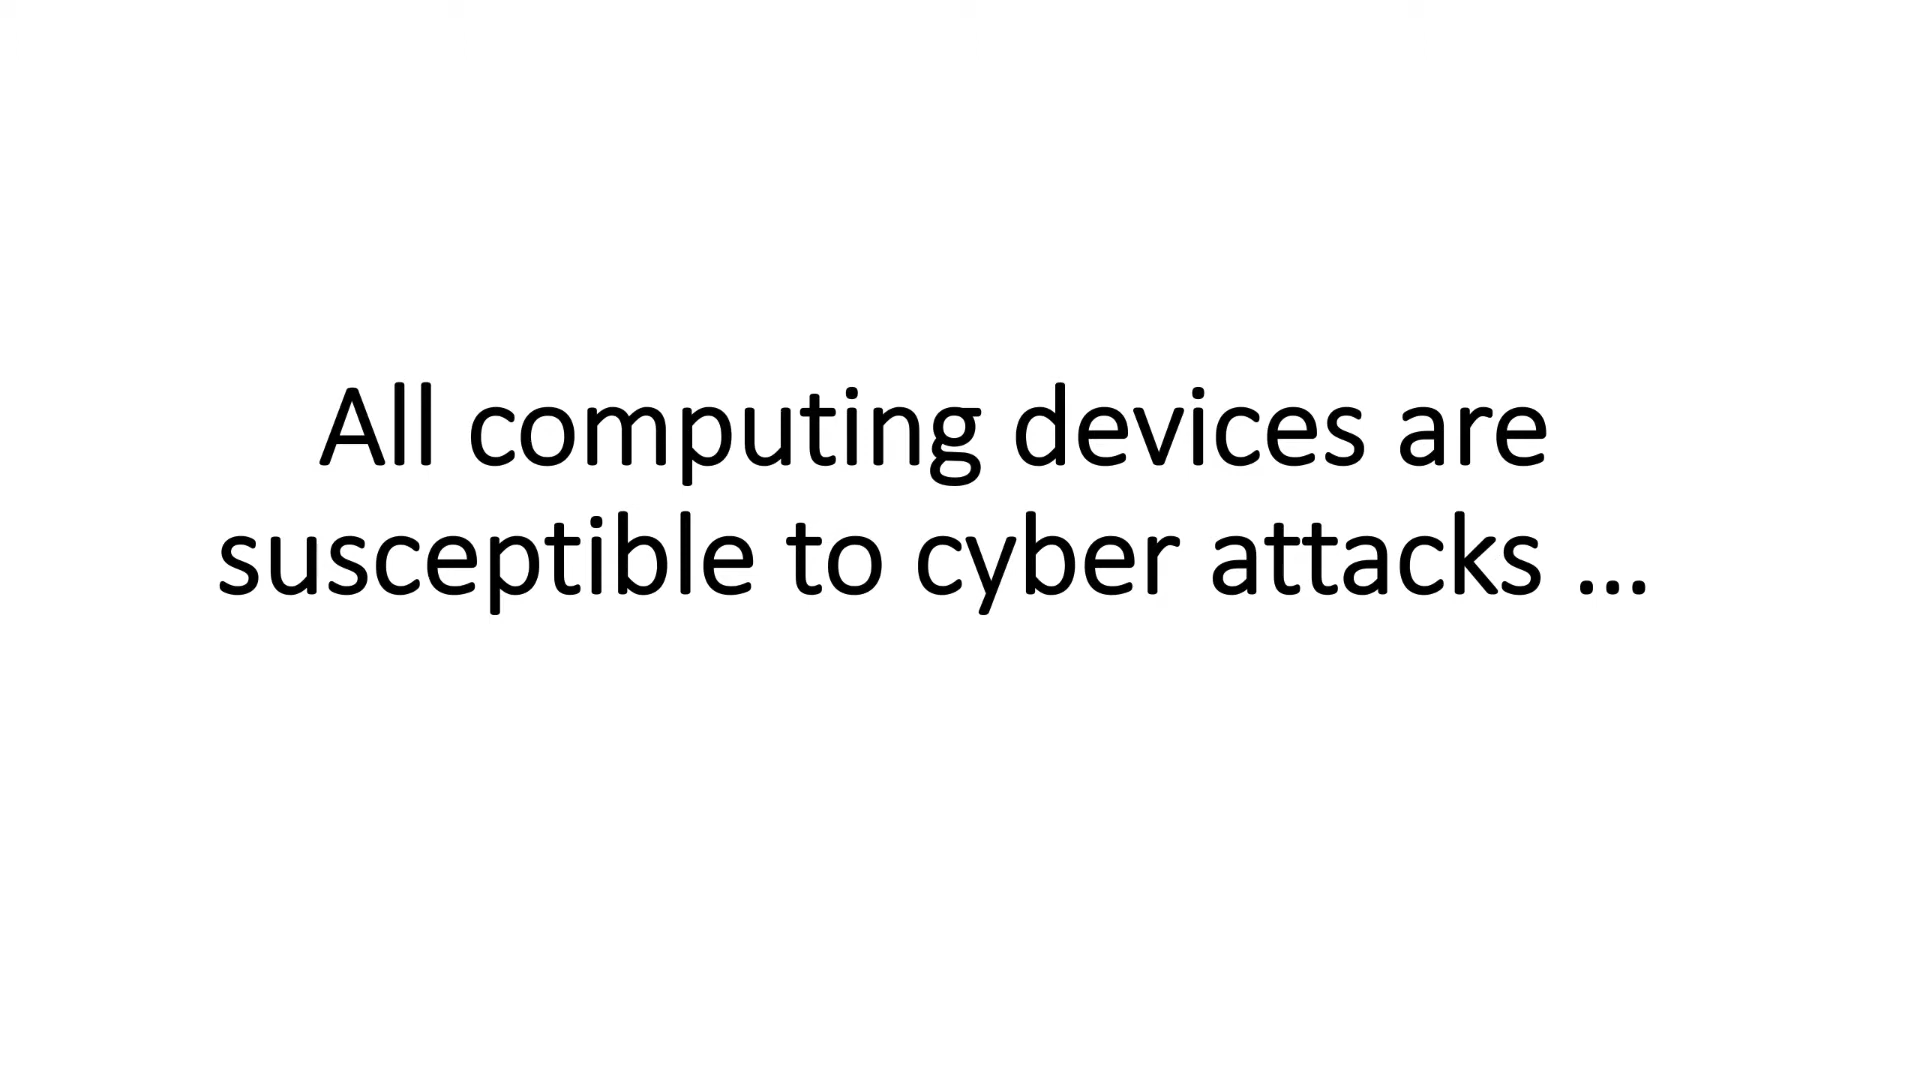 All computing devices are
susceptible to cyber attacks …